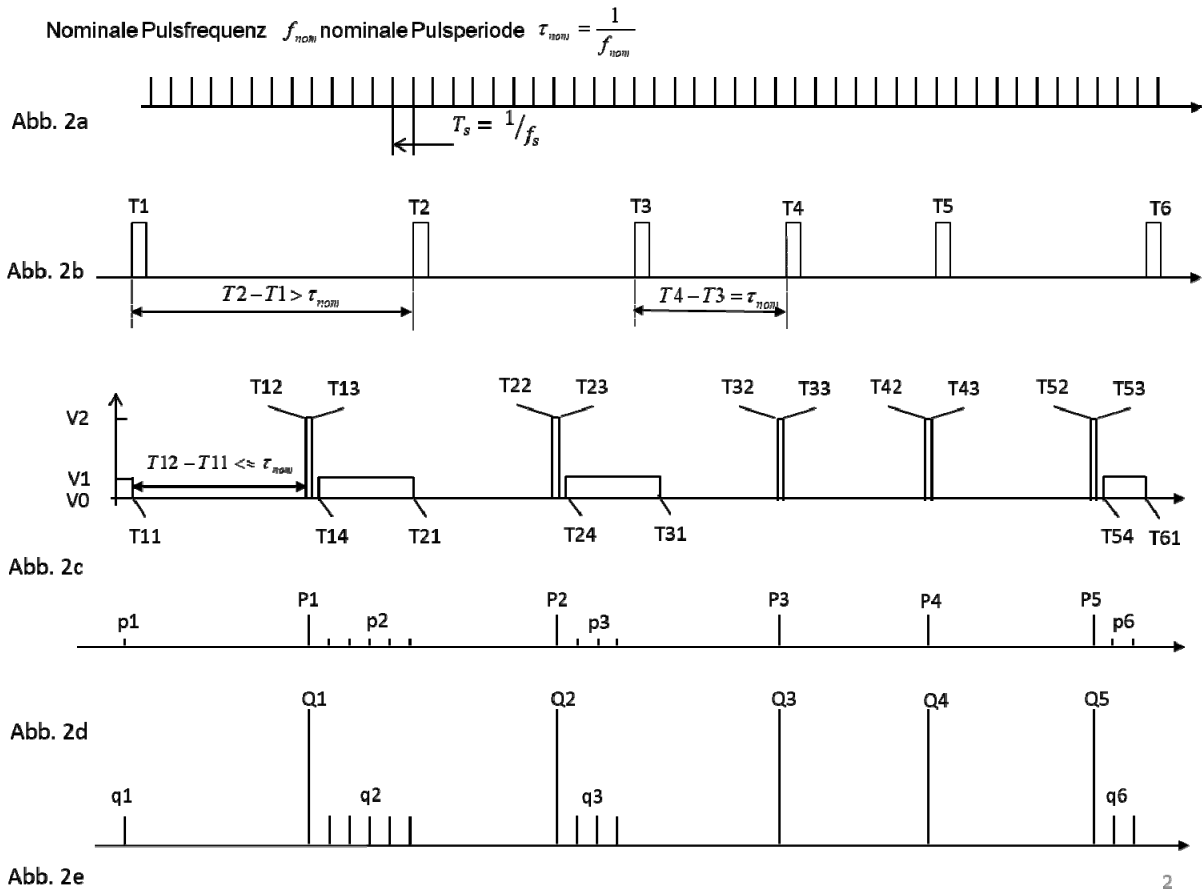 Nominale Pulsfrequenz f_nom nominale Pulsperiode τ_nom = 1/f_nom
Abb. 2a
T_s = 1/f_s
T1 T2 T3 T4 T5 T6
Abb. 2b
T2-T1 > τ_nom T4-T3 = τ_nom
T12 T13 T22 T23 T32 T33 T42 T43 T52 T53
V2
T12-T11 <≈ τ_nom
V1
V0
T11 T14 T21 T24 T31 T54 T61
Abb. 2c
P1 P2 P3 P4 P5
p1 p2 p3 p6
Q1 Q2 Q3 Q4 Q5
Abb. 2d
q1 q2 q3 q6
Abb. 2e
2